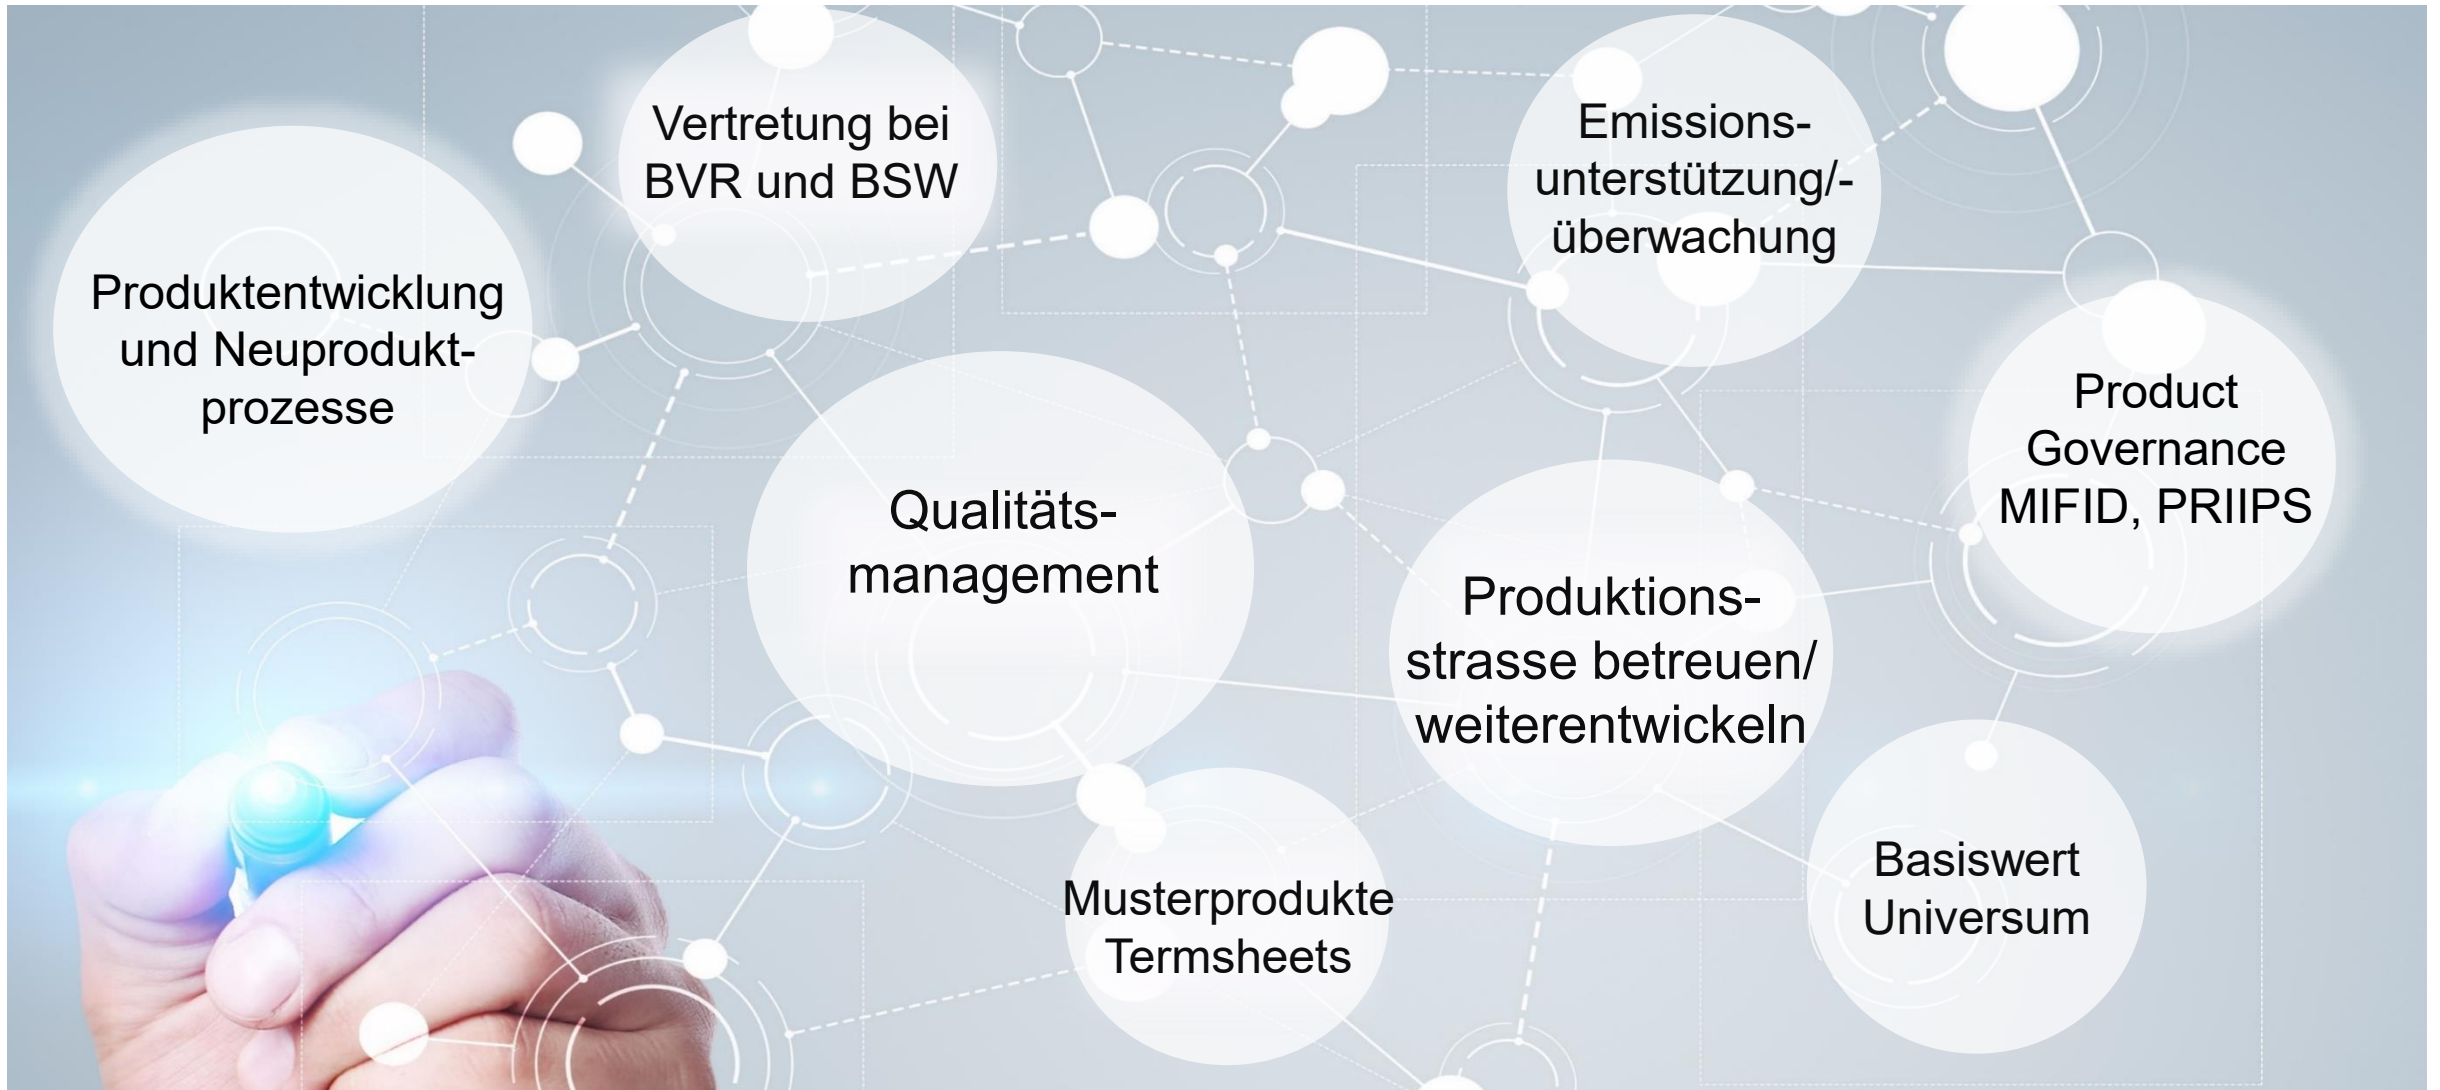 Produktentwicklung
und Neuprodukt-
prozesse
Vertretung bei
BVR und BSW
Emissions-
unterstützung/-
überwachung
Product
Governance
MIFID, PRIIPS
Qualitäts-
management
Produktions-
strasse betreuen/
weiterentwickeln
Musterprodukte
Termsheets
Basiswert
Universum